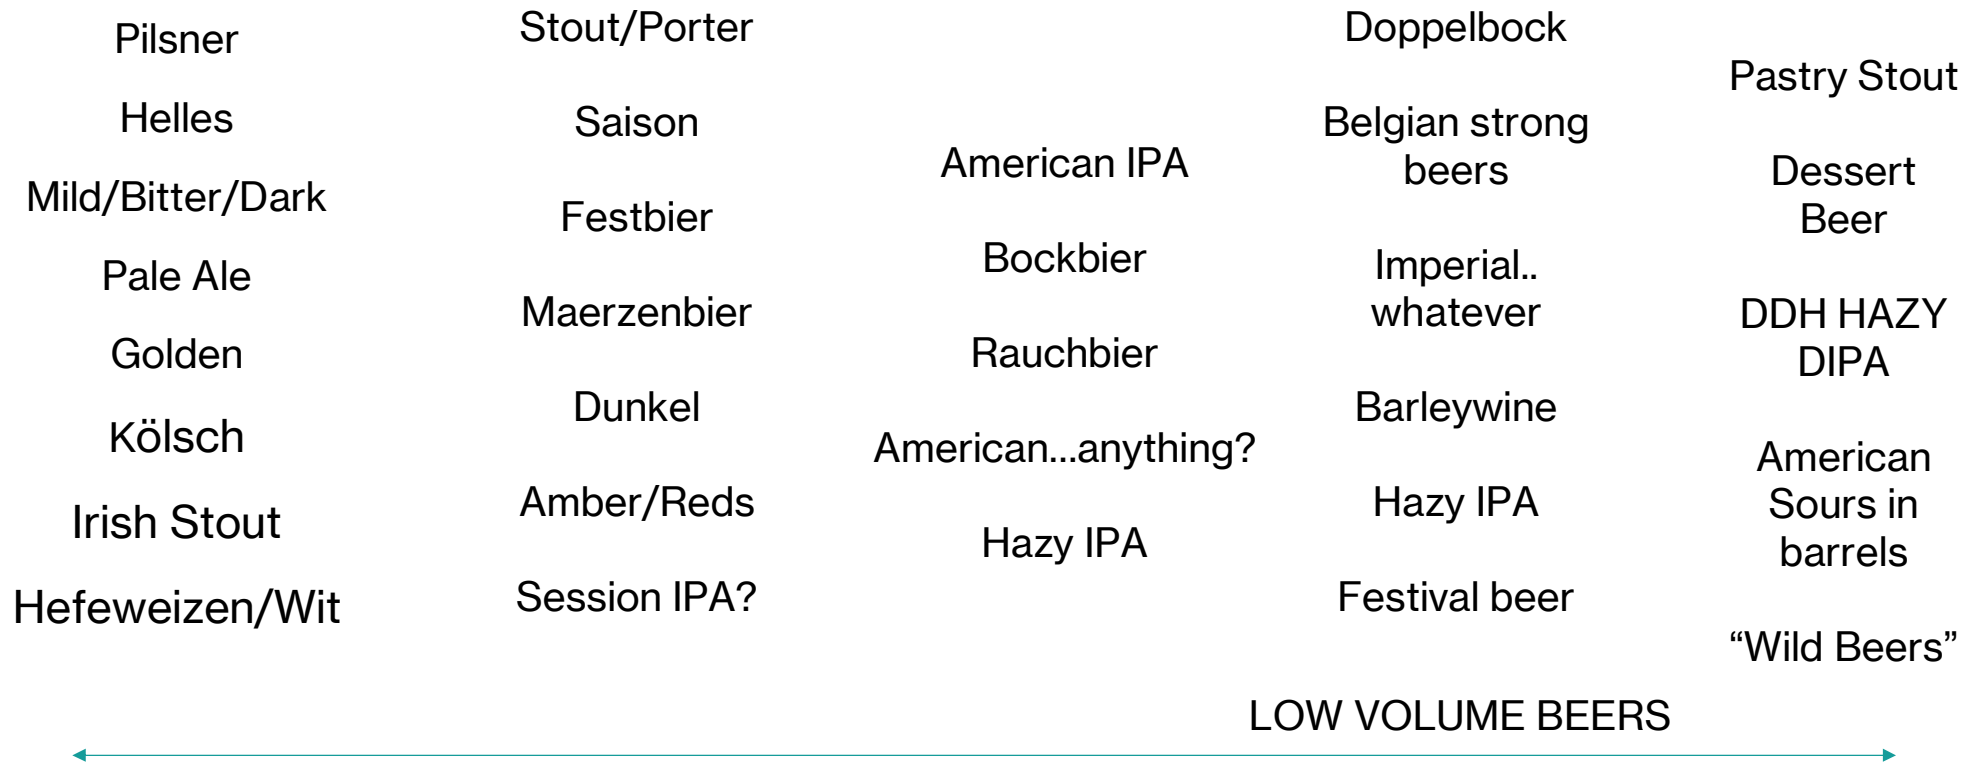 Pilsner
Helles
Mild/Bitter/Dark
Pale Ale
Golden
Kölsch
Irish Stout
Hefeweizen/Wit
Stout/Porter
Saison
Festbier
Maerzenbier
Dunkel
Amber/Reds
Session IPA?
American IPA
Bockbier
Rauchbier
American...anything?
Hazy IPA
Doppelbock
Belgian strong
beers
Imperial..
whatever
Barleywine
Hazy IPA
Festival beer
Pastry Stout
Dessert
Beer
DDH HAZY
DIPA
American
Sours in
barrels
“Wild Beers”
LOW VOLUME BEERS